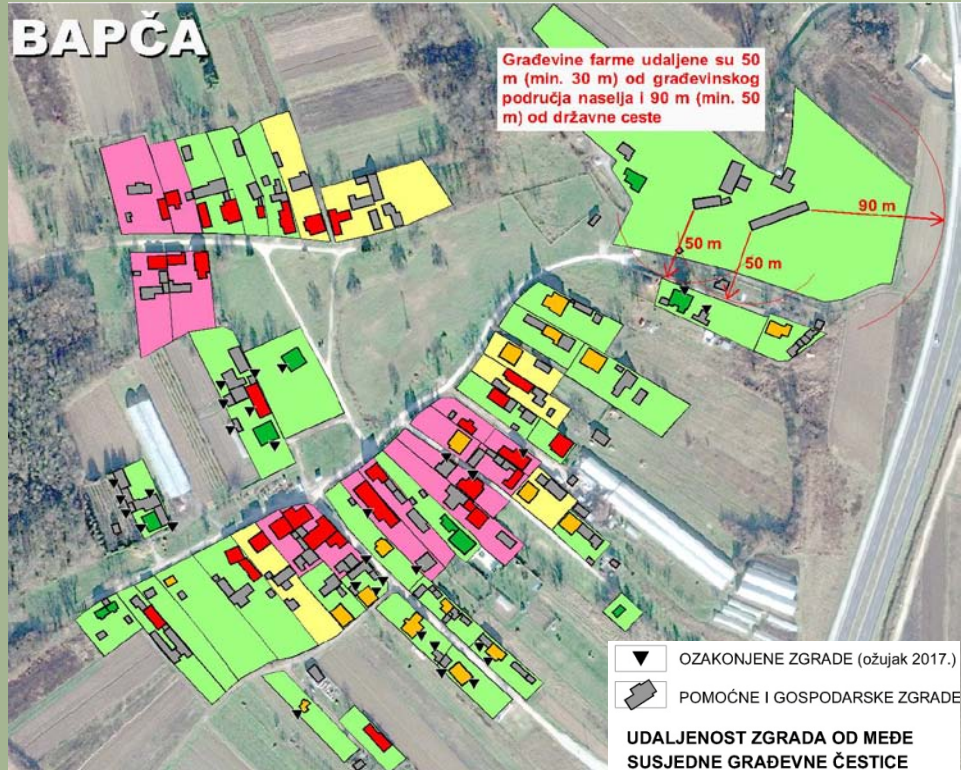 BAPČA
Građevine farme udaljene su 50
m (min. 30 m) od građevinskog
područja naselja i 90 m (min. 50
m) od državne ceste
90 m
50 m
50 m
OZAKONJENE ZGRADE (ožujak 2017.)
POMOĆNE I GOSPODARSKE ZGRADE
UDALJENOST ZGRADA OD MEĐE
SUSJEDNE GRAĐEVNE ČESTICE